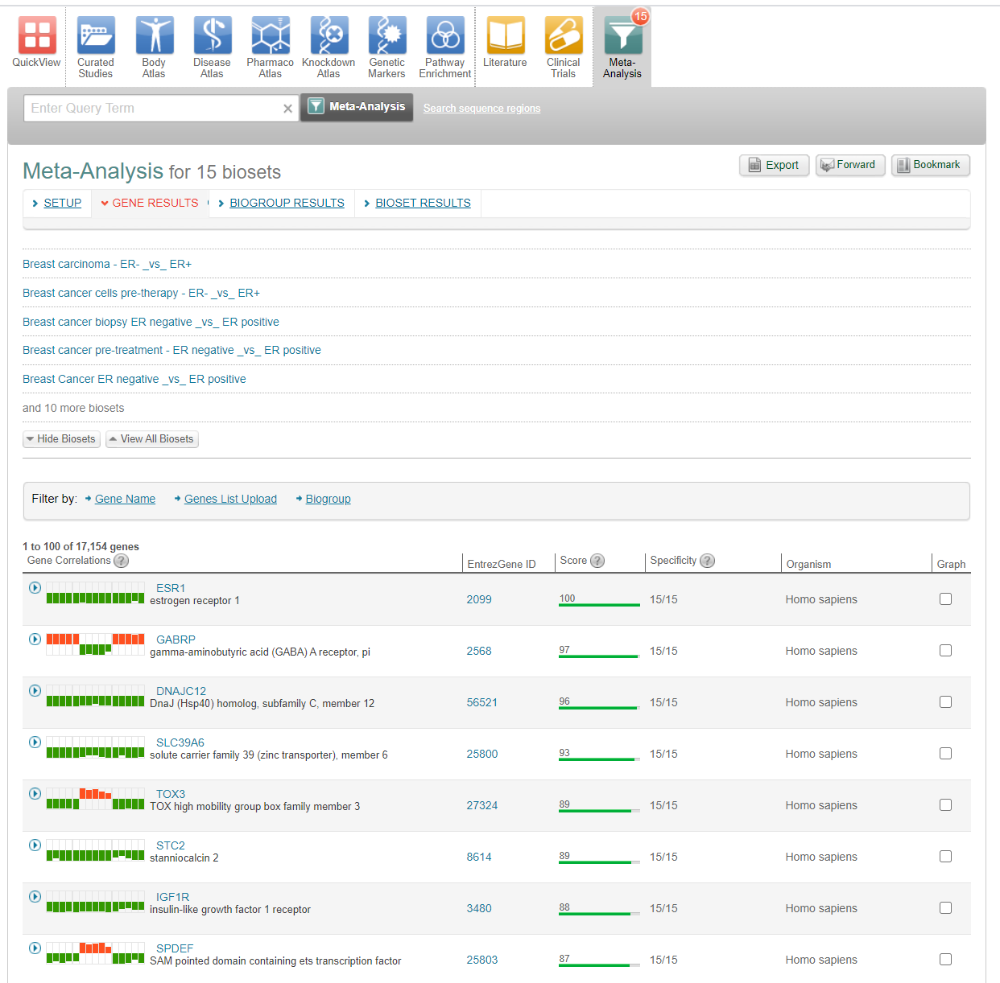 15
QuickView
Curated Studies
Body Atlas
Disease Atlas
Pharmaco Atlas
Knockdown Atlas
Genetic Markers
Pathway Enrichment
Literature
Clinical Trials
Meta-Analysis
Enter Query Term
Meta-Analysis
Search sequence regions
Meta-Analysis for 15 biosets
Export
Forward
Bookmark
SETUP
GENE RESULTS
BIOGROUP RESULTS
BIOSET RESULTS
Breast carcinoma - ER- _vs_ ER+
Breast cancer cells pre-therapy - ER- _vs_ ER+
Breast cancer biopsy ER negative _vs_ ER positive
Breast cancer pre-treatment - ER negative _vs_ ER positive
Breast Cancer ER negative _vs_ ER positive
and 10 more biosets
Hide Biosets
View All Biosets
Filter by: Gene Name Genes List Upload Biogroup
1 to 100 of 17,154 genes
Gene Correlations ? EntrezGene ID Score ? Specificity ? Organism Graph
ESR1
estrogen receptor 1 2099 100 15/15 Homo sapiens
GABRP
gamma-aminobutyric acid (GABA) A receptor, pi 2568 97 15/15 Homo sapiens
DNAJC12
DnaJ (Hsp40) homolog, subfamily C, member 12 56521 96 15/15 Homo sapiens
SLC39A6
solute carrier family 39 (zinc transporter), member 6 25800 93 15/15 Homo sapiens
TOX3
TOX high mobility group box family member 3 27324 89 15/15 Homo sapiens
STC2
stanniocalcin 2 8614 89 15/15 Homo sapiens
IGF1R
insulin-like growth factor 1 receptor 3480 88 15/15 Homo sapiens
SPDEF
SAM pointed domain containing ets transcription factor 25803 87 15/15 Homo sapiens